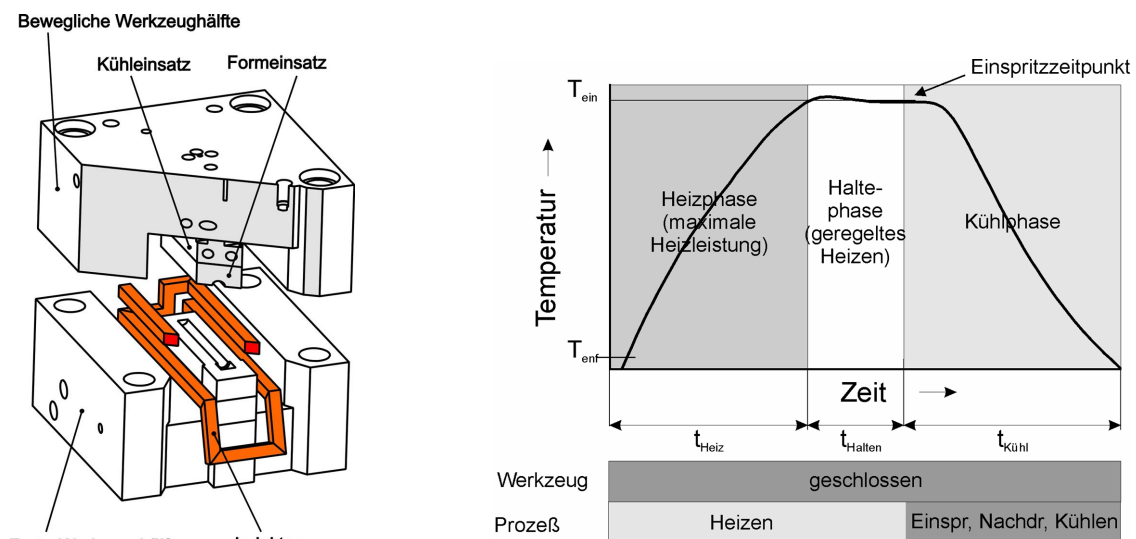 Bewegliche Werkzeughälfte
Kühleinsatz
Formeinsatz
Einspritzzeitpunkt
Tein
Temperatur
Heizphase
(maximale
Heizleistung)
Halte-
phase
(geregeltes
Heizen)
Kühlphase
Tenf
Zeit
tHeiz
tHalten
tKühl
Werkzeug
geschlossen
Prozeß
Heizen
Einspr, Nachdr, Kühlen